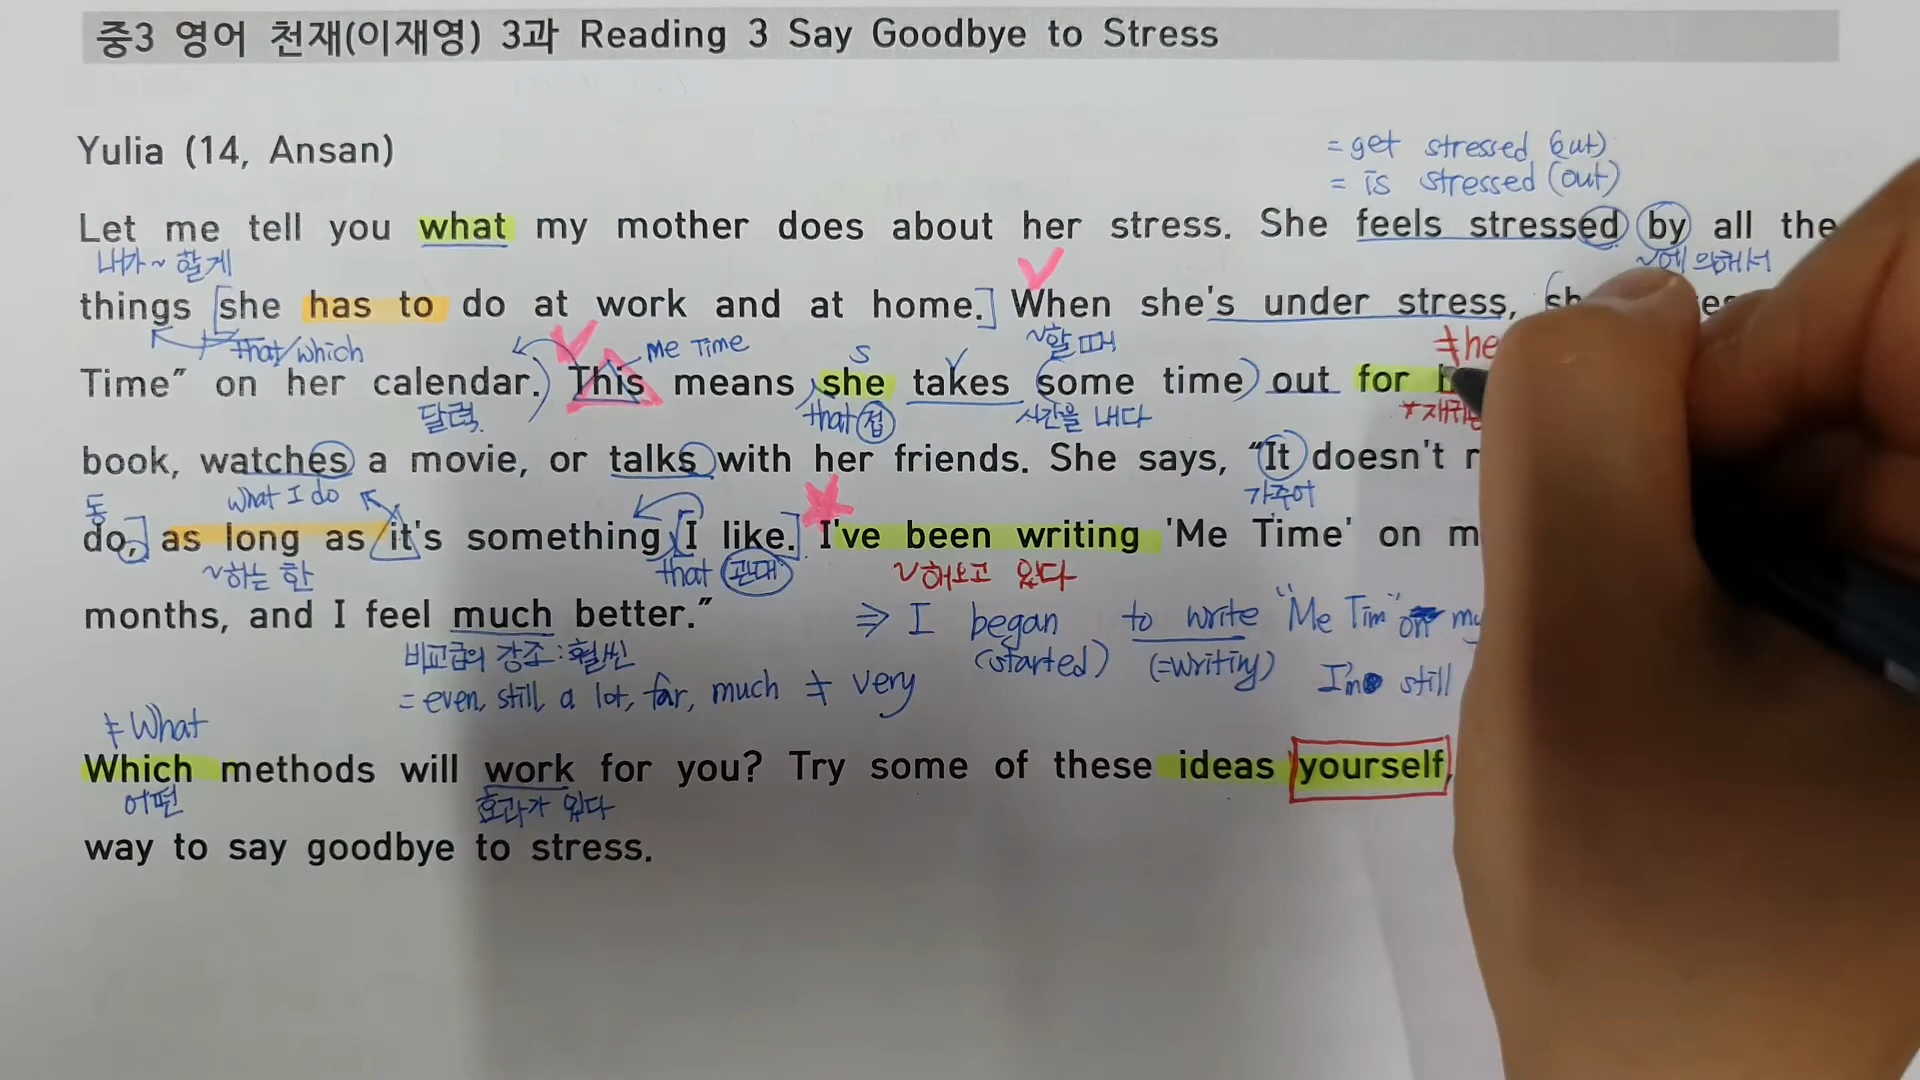 중3 영어 천재(이재영) 3과 Reading 3 Say Goodbye to Stress
Yulia (14, Ansan)
= get stressed (out)
= is stressed (out)
Let me tell you what my mother does about her stress. She feels stressed by all the
내가~할게
~에 의해서
things [she has to do at work and at home.] When she's under stress,
that/which
Me Time
S
V
~할 때
≠he
Time" on her calendar.) This means she takes some time) out for
달력.
that 접
시간을 내다
book, watches a movie, or talks with her friends. She says, "It doesn't
동
What I do
가주어
do,] as long as it's something [I like.] I've been writing 'Me Time' on
~하는 한
that 관대
~해오고 있다
months, and I feel much better."
⇒ I began to write "Me Tim" on my
(started) (=writing)
I'm still
비교급의 강조 : 훨씬
= even, still, a lot, far, much ≠ very
≠ What
Which methods will work for you? Try some of these ideas yourself,
어떤
효과가 있다
way to say goodbye to stress.